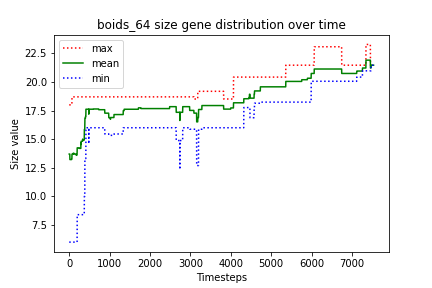 boids_64 size gene distribution over time
max
mean
min
22.5
20.0
17.5
15.0
12.5
10.0
7.5
Size value
0 1000 2000 3000 4000 5000 6000 7000
Timesteps